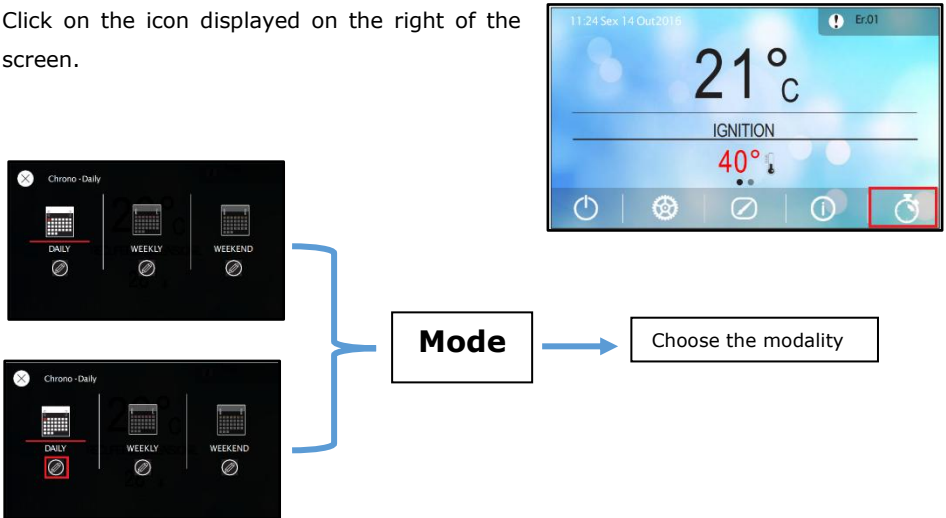 Click on the icon displayed on the right of the
screen.
11:24 Sex 14 Out2016
Er.01
21°C
IGNITION
40°
Chrono -Daily
DAILY
WEEKLY
WEEKEND
Mode
Choose the modality
Chrono -Daily
DAILY
WEEKLY
WEEKEND